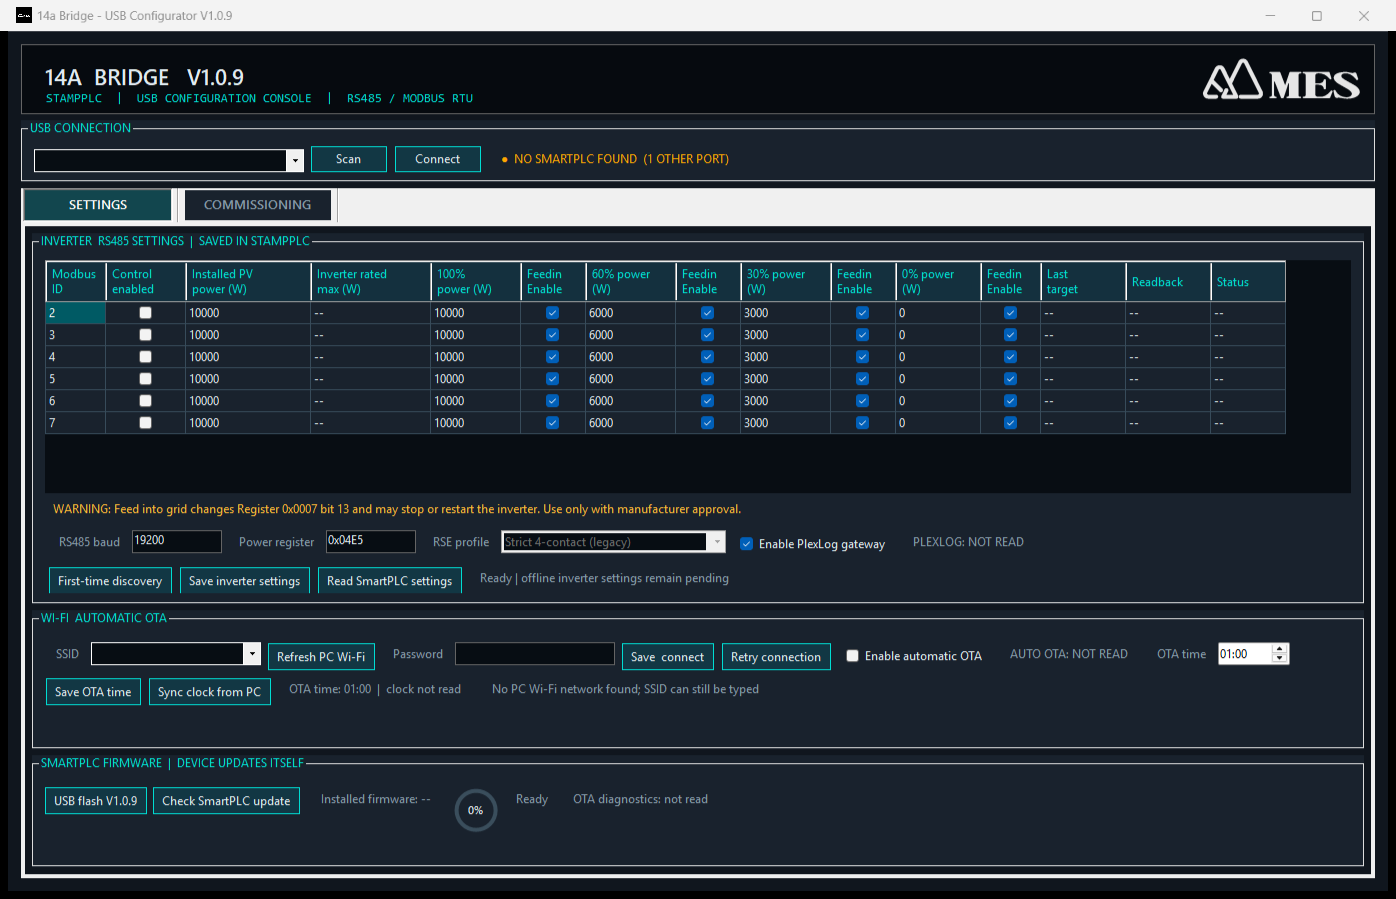 14a Bridge - USB Configurator V1.0.9
14A BRIDGE V1.0.9
STAMPPLC | USB CONFIGURATION CONSOLE | RS485 / MODBUS RTU
MES
USB CONNECTION
Scan Connect ● NO SMARTPLC FOUND (1 OTHER PORT)
SETTINGS COMMISSIONING
INVERTER RS485 SETTINGS | SAVED IN STAMPPLC
Modbus ID Control enabled Installed PV power (W) Inverter rated max (W) 100% power (W) Feedin Enable 60% power (W) Feedin Enable 30% power (W) Feedin Enable 0% power (W) Feedin Enable Last target Readback Status
2 10000 -- 10000 6000 3000 0 -- -- --
3 10000 -- 10000 6000 3000 0 -- -- --
4 10000 -- 10000 6000 3000 0 -- -- --
5 10000 -- 10000 6000 3000 0 -- -- --
6 10000 -- 10000 6000 3000 0 -- -- --
7 10000 -- 10000 6000 3000 0 -- -- --
WARNING: Feed into grid changes Register 0x0007 bit 13 and may stop or restart the inverter. Use only with manufacturer approval.
RS485 baud 19200 Power register 0x04E5 RSE profile Strict 4-contact (legacy) Enable PlexLog gateway PLEXLOG: NOT READ
First-time discovery Save inverter settings Read SmartPLC settings Ready | offline inverter settings remain pending
WI-FI AUTOMATIC OTA
SSID Refresh PC Wi-Fi Password Save connect Retry connection Enable automatic OTA AUTO OTA: NOT READ OTA time 01:00
Save OTA time Sync clock from PC OTA time: 01:00 | clock not read No PC Wi-Fi network found; SSID can still be typed
SMARTPLC FIRMWARE | DEVICE UPDATES ITSELF
USB flash V1.0.9 Check SmartPLC update Installed firmware: -- 0% Ready OTA diagnostics: not read